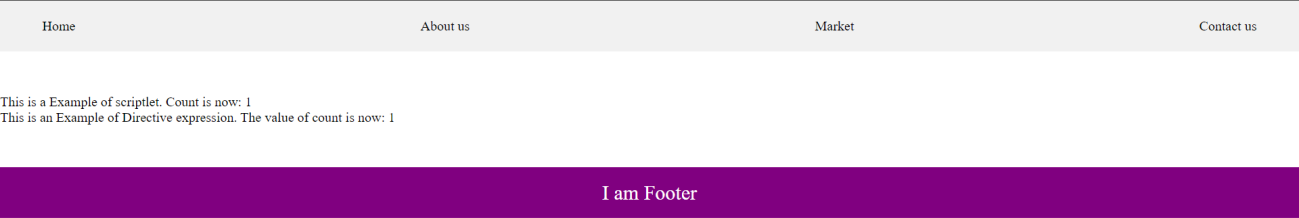 Home About us Market Contact us
This is a Example of scriptlet. Count is now: 1
This is an Example of Directive expression. The value of count is now: 1
I am Footer